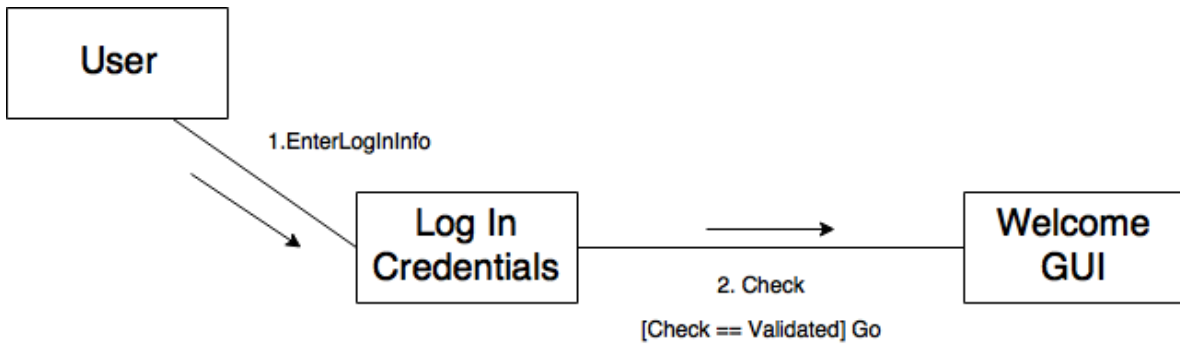 User
1.EnterLogInInfo
Log In
Credentials
2. Check
[Check == Validated] Go
Welcome
GUI